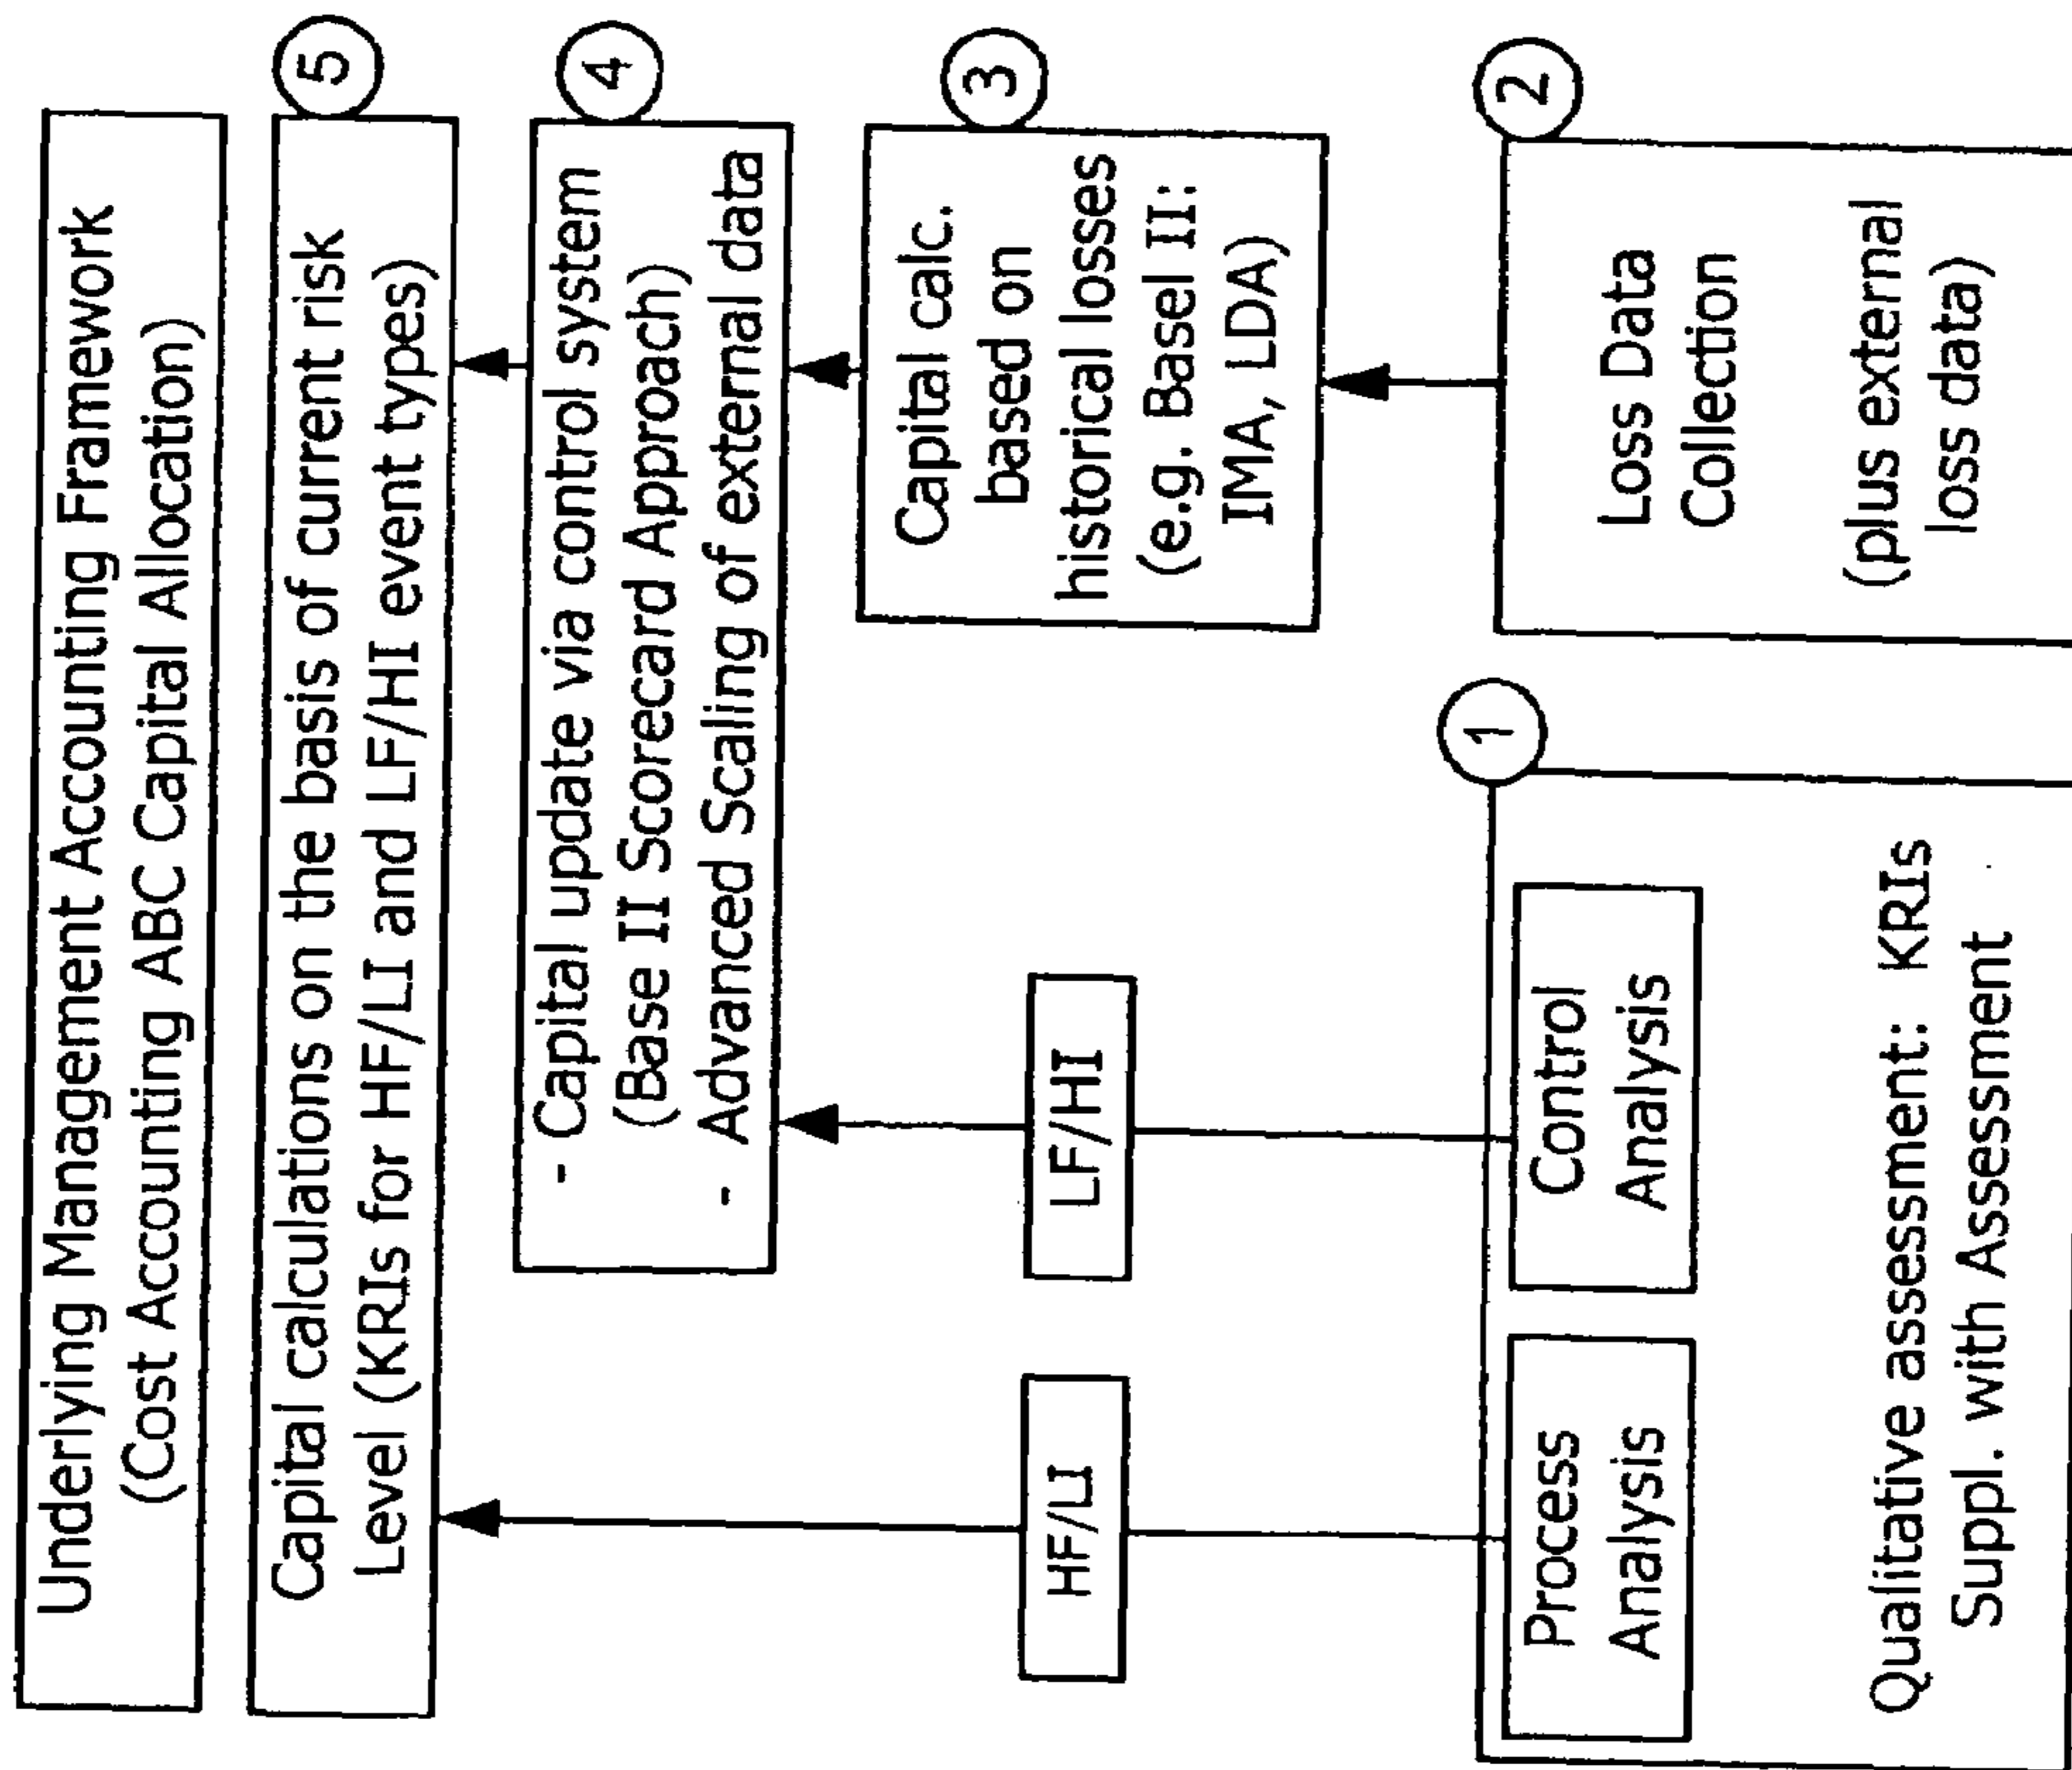 Underlying Management Accounting Framework
(Cost Accounting ABC Capital Allocation)
5
Capital calculations on the basis of current risk
Level (KRIs for HF/LI and LF/HI event types)
4
- Capital update via control system
(Base II Scorecard Approach)
- Advanced Scaling of external data
3
Capital calc.
based on
historical losses
(e.g. Basel II:
IMA, LDA)
HF/LI
LF/HI
1
Process
Analysis
Control
Analysis
Qualitative assessment: KRIs
Suppl. with Assessment
2
Loss Data
Collection
(plus external
loss data)